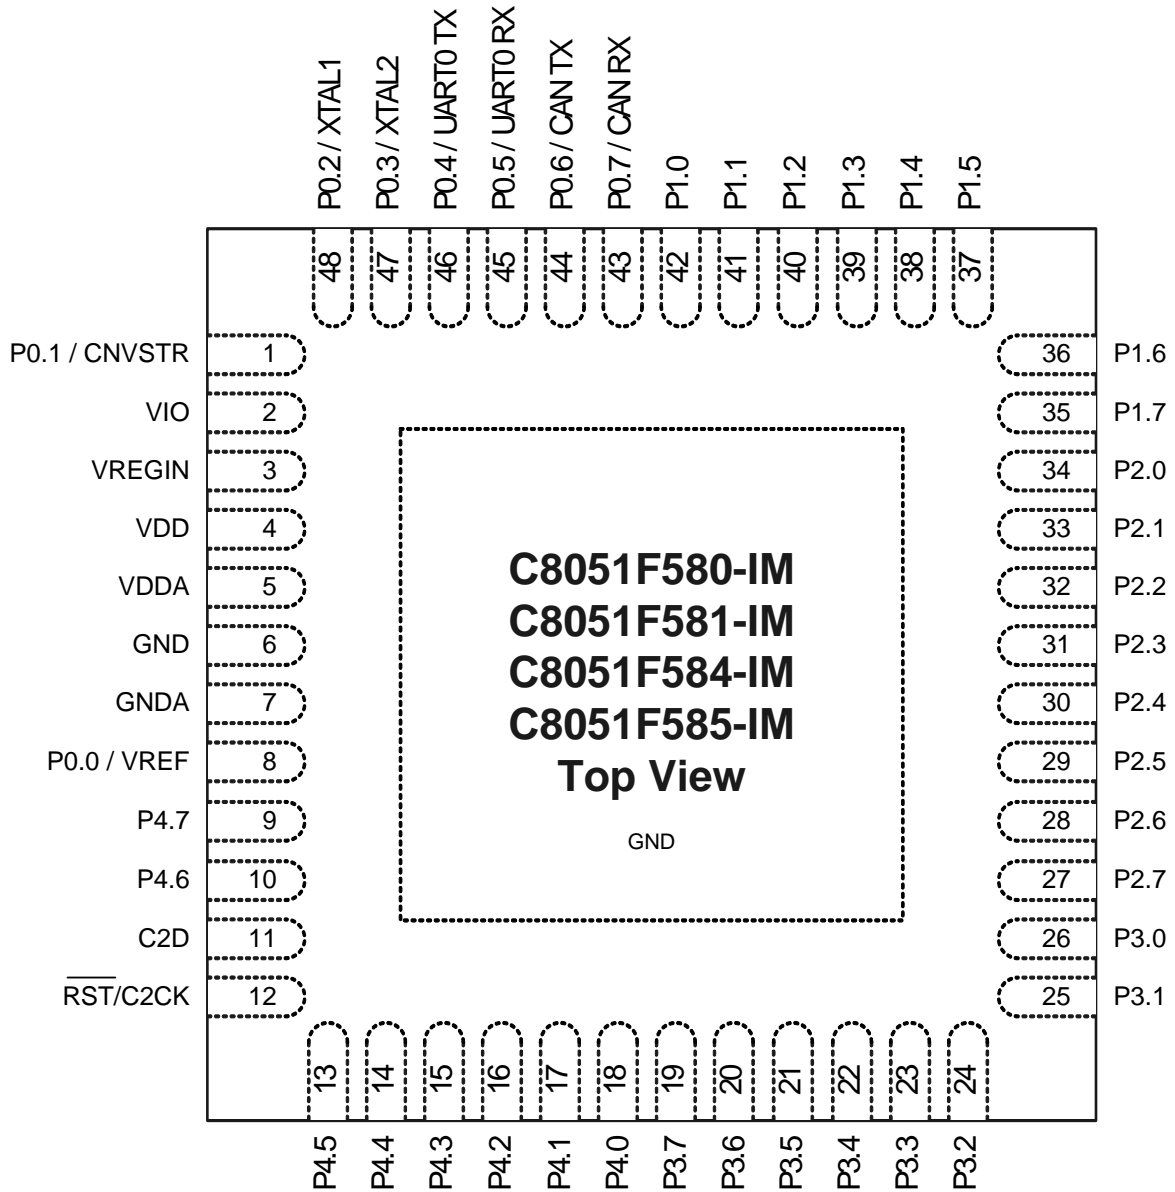 P0.2 / XTAL1
P0.3 / XTAL2
P0.4 / UART0 TX
P0.5 / UART0 RX
P0.6 / CAN TX
P0.7 / CAN RX
P1.0
P1.1
P1.2
P1.3
P1.4
P1.5
48
47
46
45
44
43
42
41
40
39
38
37
P0.1 / CNVSTR 1
VIO 2
VREGIN 3
VDD 4
VDDA 5
GND 6
GNDA 7
P0.0 / VREF 8
P4.7 9
P4.6 10
C2D 11
RST/C2CK 12
C8051F580-IM
C8051F581-IM
C8051F584-IM
C8051F585-IM
Top View
GND
36 P1.6
35 P1.7
34 P2.0
33 P2.1
32 P2.2
31 P2.3
30 P2.4
29 P2.5
28 P2.6
27 P2.7
26 P3.0
25 P3.1
13
14
15
16
17
18
19
20
21
22
23
24
P4.5
P4.4
P4.3
P4.2
P4.1
P4.0
P3.7
P3.6
P3.5
P3.4
P3.3
P3.2